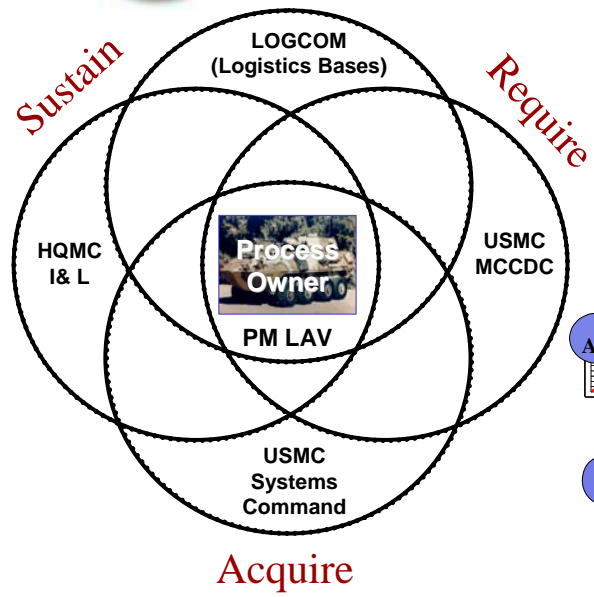 LOGCOM
(Logistics Bases)
Sustain
Require
HQMC
I& L
Process
Owner
PM LAV
USMC
MCCDC
A
USMC
Systems
Command
Acquire